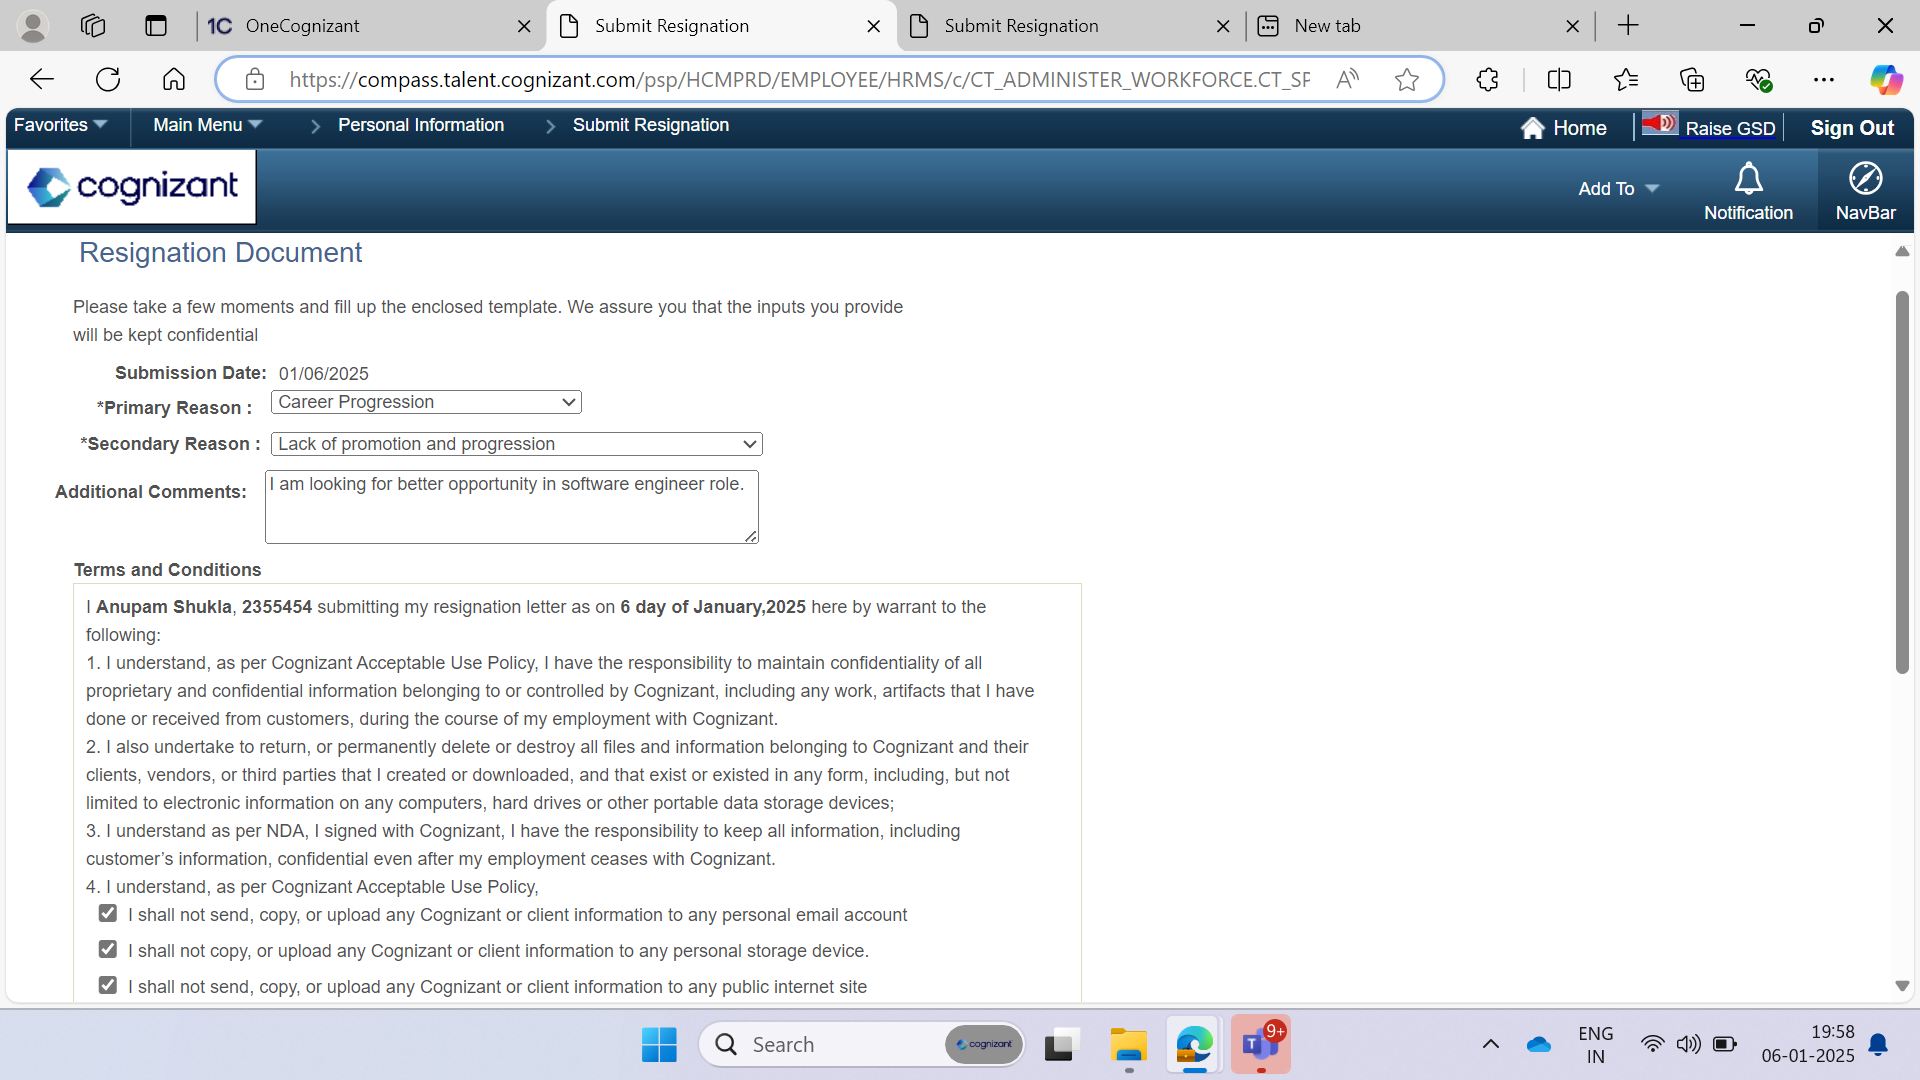 OneCognizant
Submit Resignation
Submit Resignation
New tab
https://compass.talent.cognizant.com/psp/HCMPRD/EMPLOYEE/HRMS/c/CT_ADMINISTER_WORKFORCE.CT_SF
Favorites
Main Menu
Personal Information
Submit Resignation
Home
Raise GSD
Sign Out
cognizant
Add To
Notification
NavBar
Resignation Document
Please take a few moments and fill up the enclosed template. We assure you that the inputs you provide
will be kept confidential
Submission Date: 01/06/2025
*Primary Reason : Career Progression
*Secondary Reason : Lack of promotion and progression
Additional Comments: I am looking for better opportunity in software engineer role.
Terms and Conditions
I Anupam Shukla, 2355454 submitting my resignation letter as on 6 day of January,2025 here by warrant to the
following:
1. I understand, as per Cognizant Acceptable Use Policy, I have the responsibility to maintain confidentiality of all
proprietary and confidential information belonging to or controlled by Cognizant, including any work, artifacts that I have
done or received from customers, during the course of my employment with Cognizant.
2. I also undertake to return, or permanently delete or destroy all files and information belonging to Cognizant and their
clients, vendors, or third parties that I created or downloaded, and that exist or existed in any form, including, but not
limited to electronic information on any computers, hard drives or other portable data storage devices;
3. I understand as per NDA, I signed with Cognizant, I have the responsibility to keep all information, including
customer’s information, confidential even after my employment ceases with Cognizant.
4. I understand, as per Cognizant Acceptable Use Policy,
I shall not send, copy, or upload any Cognizant or client information to any personal email account
I shall not copy, or upload any Cognizant or client information to any personal storage device.
I shall not send, copy, or upload any Cognizant or client information to any public internet site
Search
cognizant
9+
ENG
IN
19:58
06-01-2025